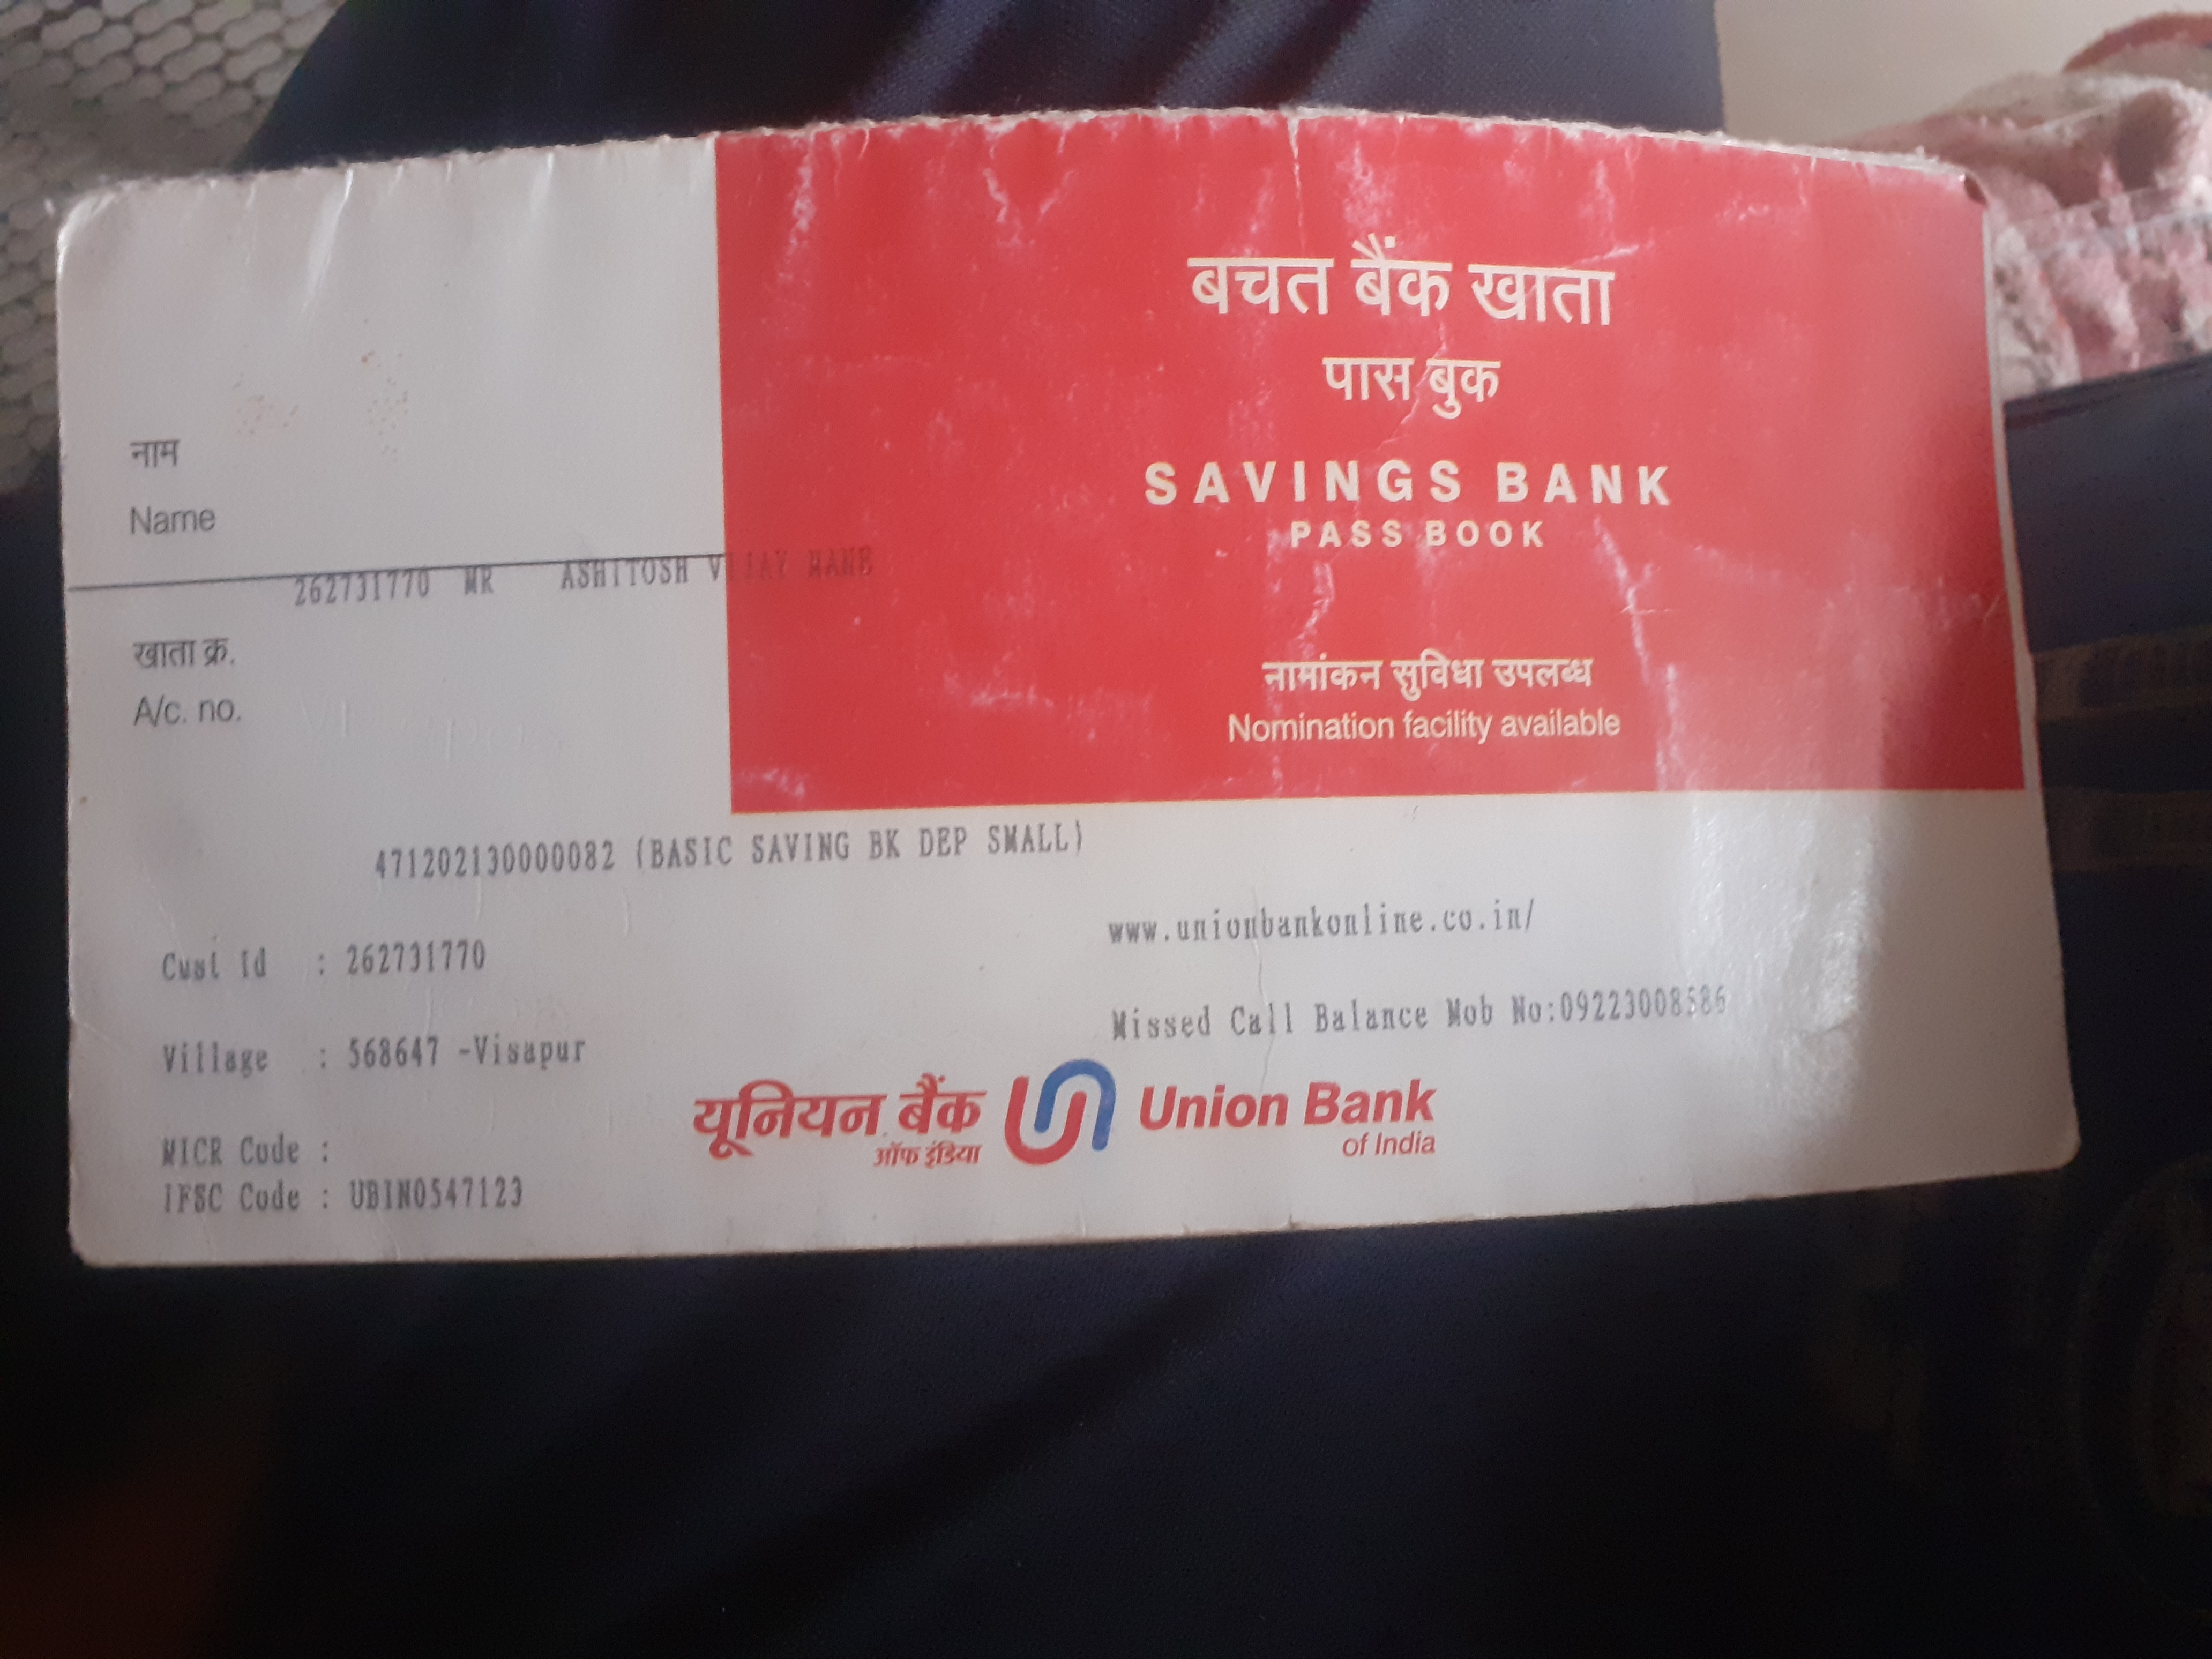 बचत बैंक खाता
पास बुक
SAVINGS BANK
PASS BOOK
नामांकन सुविधा उपलब्ध
Nomination facility available
नाम
Name
262731770 MR ASHITOSH VIJAY MANE
खाता क्र.
A/c. no.
471202130000082 (BASIC SAVING BK DEP SMALL)
www.unionbankonline.co.in/
Cust Id : 262731770
Missed Call Balance Mob No:09223008586
Village : 568647 -Visapur
यूनियन बैंक
ऑफ इंडिया
Union Bank
of India
MICR Code :
IFSC Code : UBIN0547123